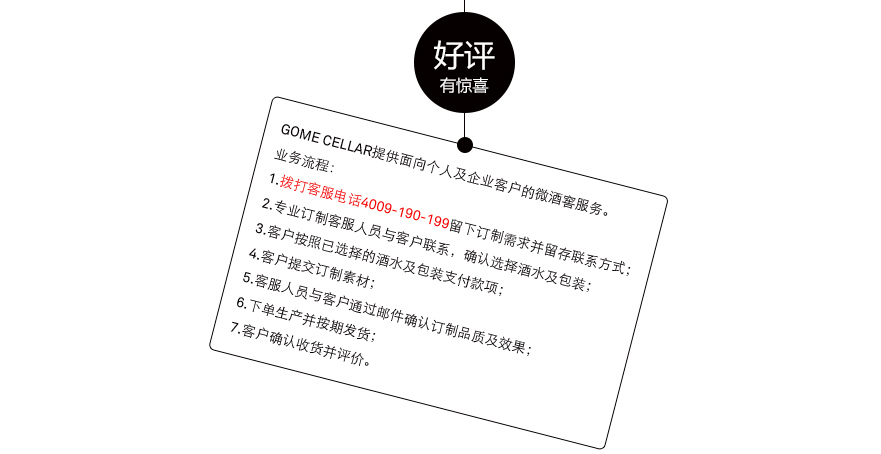 好评
有惊喜
GOME CELLAR提供面向个人及企业客户的微酒窖服务。
业务流程：
1.拨打客服电话4009-190-199留下订制需求并留存联系方式；
2.专业订制客服人员与客户联系，确认选择酒水及包装；
3.客户按照已选择的酒水及包装支付款项；
4.客户提交订制素材；
5.客服人员与客户通过邮件确认订制品质及效果；
6.下单生产并按期发货；
7.客户确认收货并评价。